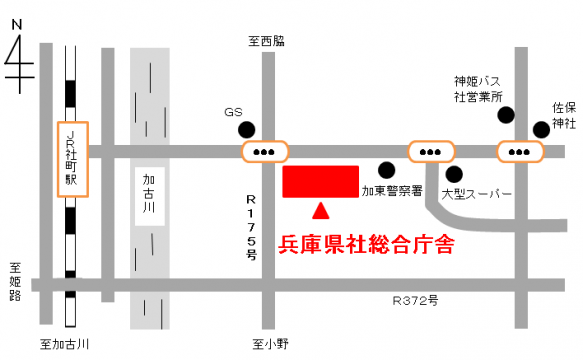 N
至西脇
神姫バス
社営業所
佐保
神社
GS
JR社町駅
加古川
加東警察署
大型スーパー
R175号
兵庫県社総合庁舎
至姫路
R372号
至加古川
至小野